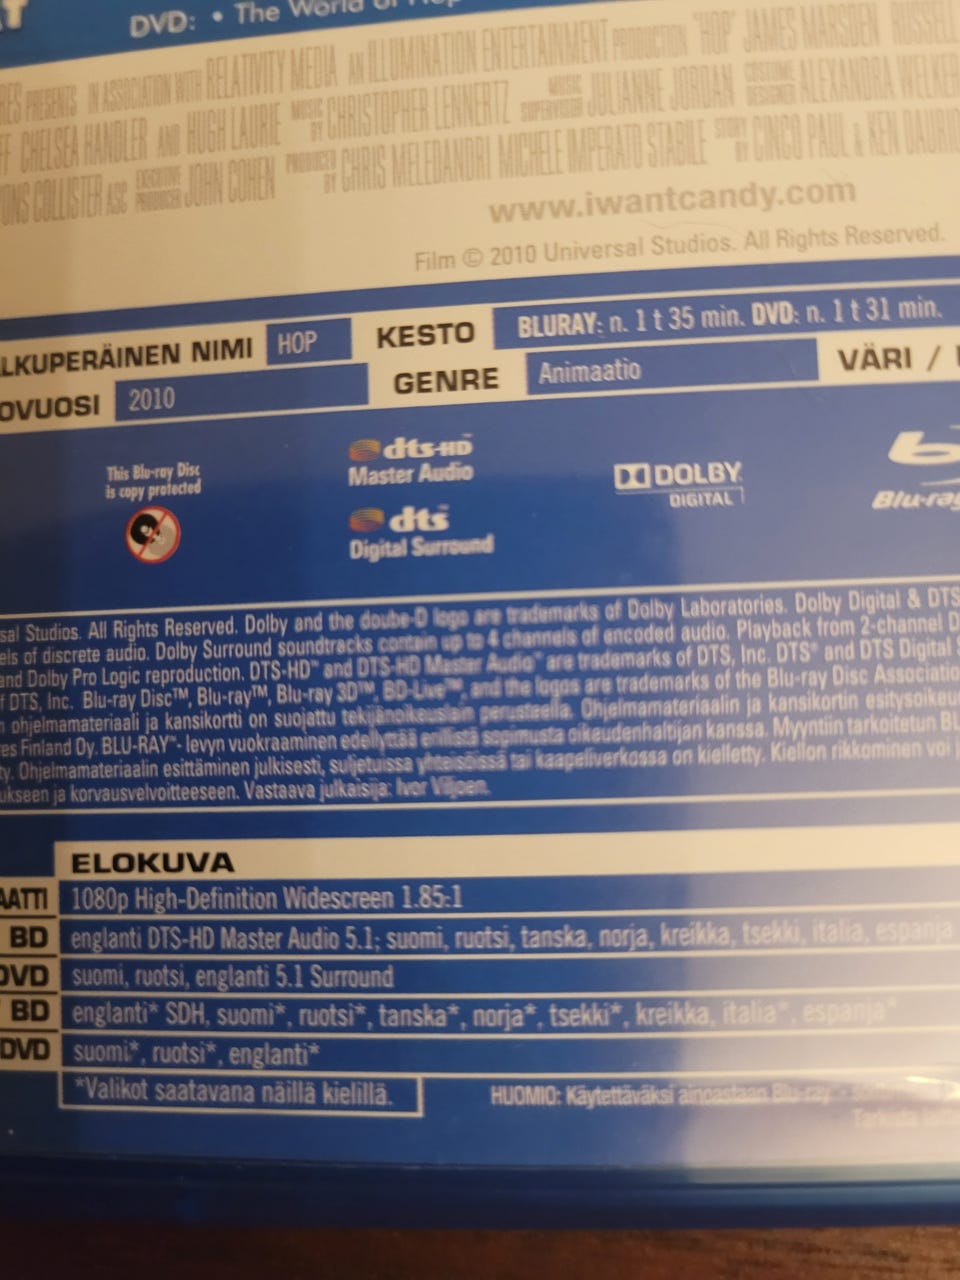 DVD: • The World of Hop
PRESENTS IN ASSOCIATION WITH RELATIVITY MEDIA AN ILLUMINATION ENTERTAINMENT PRODUCTION "HOP" JAMES MARSDEN RUSSELL
CHELSEA HANDLER AND HUGH LAURIE MUSIC BY CHRISTOPHER LENNERTZ MUSIC SUPERVISOR JULIANNE JORDAN COSTUME DESIGNER ALEXANDRA WELKER
COLLISTER ASC EXECUTIVE PRODUCER JOHN COHEN PRODUCED BY CHRIS MELEDANDRI MICHELE IMPERATO STABILE STORY BY CINCO PAUL & KEN DAURIO
www.iwantcandy.com
Film © 2010 Universal Studios. All Rights Reserved.
LKUPERÄINEN NIMI HOP KESTO BLURAY: n. 1 t 35 min. DVD: n. 1 t 31 min.
OVUOSI 2010 GENRE Animaatio VÄRI /
This Blu-ray Disc
is copy protected
dts-HD
Master Audio
dts
Digital Surround
DOLBY
DIGITAL
Blu-ray
sal Studios. All Rights Reserved. Dolby and the doube-D logo are trademarks of Dolby Laboratories. Dolby Digital & DTS
els of discrete audio. Dolby Surround soundtracks contain up to 4 channels of encoded audio. Playback from 2-channel D
and Dolby Pro Logic reproduction. DTS-HD™ and DTS-HD Master Audio™ are trademarks of DTS, Inc. DTS® and DTS Digital S
f DTS, Inc. Blu-ray Disc™, Blu-ray™, Blu-ray 3D™, BD-Live™, and the logos are trademarks of the Blu-ray Disc Associatio
n ohjelmamateriaali ja kansikortti on suojattu tekijänoikeuslain perusteella. Ohjelmamateriaalin ja kansikortin esitysoikeu
res Finland Oy. BLU-RAY™- levyn vuokraaminen edellyttää erillistä sopimusta oikeudenhaltijan kanssa. Myyntiin tarkoitetun BL
ty. Ohjelmamateriaalin esittäminen julkisesti, suljetuissa yhteisöissä tai kaapeliverkossa on kielletty. Kiellon rikkominen voi
ukseen ja korvausvelvoitteeseen. Vastaava julkaisija: Ivor Viljoen.
ELOKUVA
AATTI 1080p High-Definition Widescreen 1.85:1
BD englanti DTS-HD Master Audio 5.1; suomi, ruotsi, tanska, norja, kreikka, tsekki, italia, espanja
DVD suomi, ruotsi, englanti 5.1 Surround
BD englanti* SDH, suomi*, ruotsi*, tanska*, norja*, tsekki*, kreikka, italia*, espanja*
DVD suomi*, ruotsi*, englanti*
*Valikot saatavana näillä kielillä.
HUOMIO: Käytettäväksi ainoastaan Blu-ray™ -